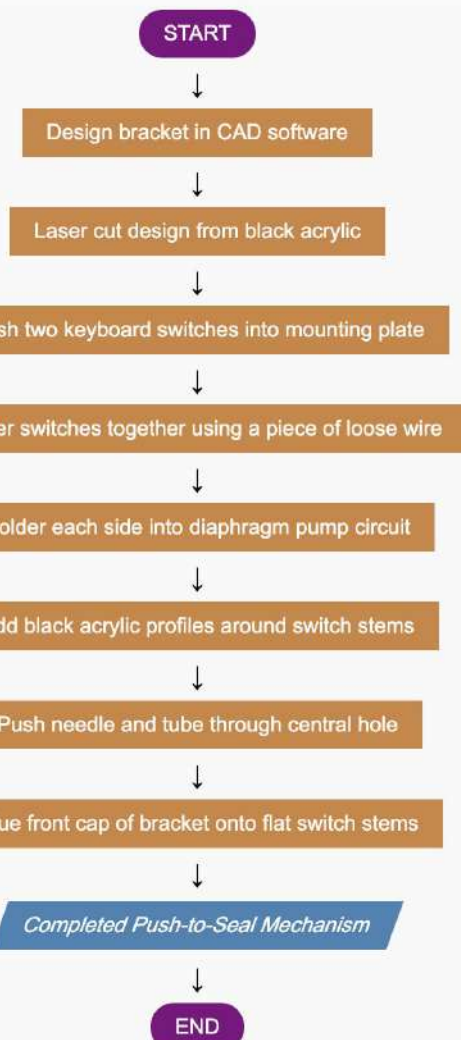 START
Design bracket in CAD software
Laser cut design from black acrylic
sh two keyboard switches into mounting plate
er switches together using a piece of loose wire
older each side into diaphragm pump circuit
dd black acrylic profiles around switch stems
Push needle and tube through central hole
ue front cap of bracket onto flat switch stems
Completed Push-to-Seal Mechanism
END